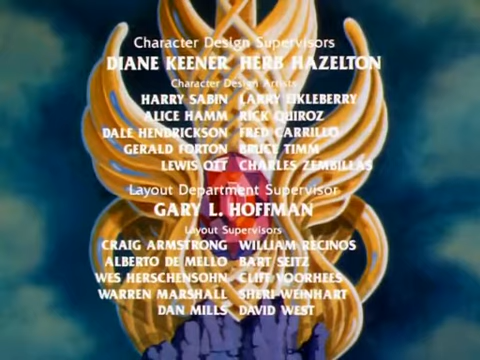 Character Design Supervisors
DIANE KEENER HERB HAZELTON
Character Design Artists
HARRY SABIN LARRY EIKLEBERRY
ALICE HAMM RICK QUIROZ
DALE HENDRICKSON FRED CARRILLO
GERALD FORTON BRUCE TIMM
LEWIS OTT CHARLES ZEMBILLAS
Layout Department Supervisor
GARY L. HOFFMAN
Layout Supervisors
CRAIG ARMSTRONG WILLIAM RECINOS
ALBERTO DE MELLO BART SEITZ
WES HERSCHENSOHN CLIFF VOORHEES
WARREN MARSHALL SHERI-WEINHART
DAN MILLS DAVID WEST